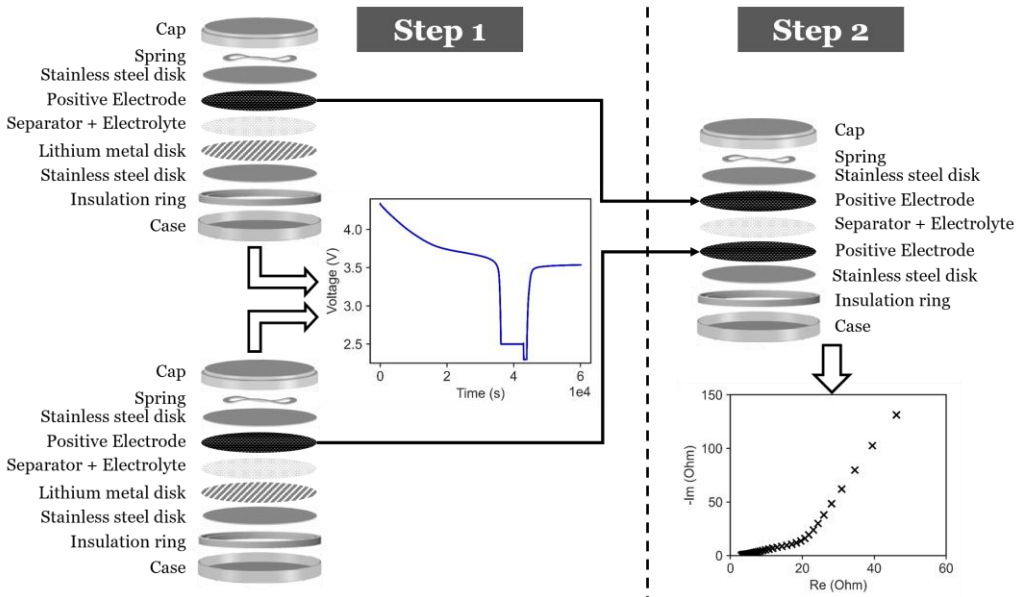 Step 1
Cap
Spring
Stainless steel disk
Positive Electrode
Separator + Electrolyte
Lithium metal disk
Stainless steel disk
Insulation ring
Case
Voltage (V)
4.0
3.5
3.0
2.5
0
2
4
6
1e4
Time (s)
Cap
Spring
Stainless steel disk
Positive Electrode
Separator + Electrolyte
Lithium metal disk
Stainless steel disk
Insulation ring
Case
Step 2
Cap
Spring
Stainless steel disk
Positive Electrode
Separator + Electrolyte
Positive Electrode
Stainless steel disk
Insulation ring
Case
-Im (Ohm)
150
100
50
0
0
20
40
60
Re (Ohm)